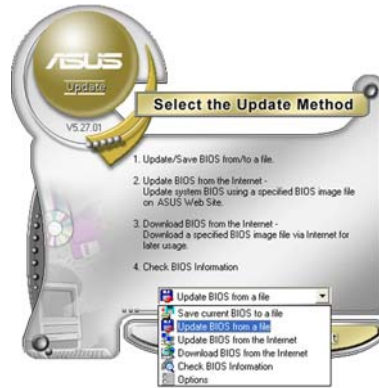 ASUS
Update
V5.27.01
Select the Update Method
1. Update/Save BIOS from/to a file.
2. Update BIOS from the Internet -
Update system BIOS using a specified BIOS image file
on ASUS Web Site.
3. Download BIOS from the Internet -
Download a specified BIOS image file via Internet for
later usage.
4. Check BIOS Information
Update BIOS from a file
Save current BIOS to a file
Update BIOS from a file
Update BIOS from the Internet
Download BIOS from the Internet
Check BIOS Information
Options